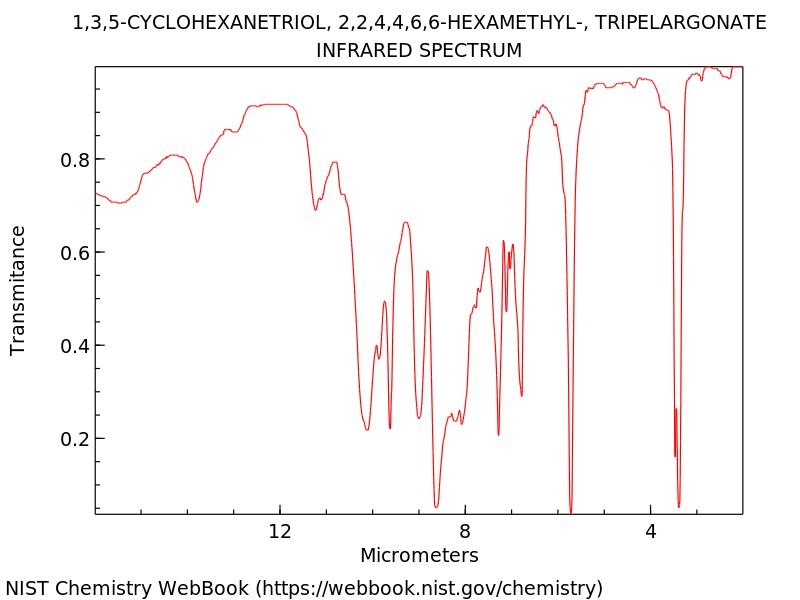 1,3,5-CYCLOHEXANETRIOL, 2,2,4,4,6,6-HEXAMETHYL-, TRIPELARGONATE
INFRARED SPECTRUM
0.8
0.6
0.4
0.2
Transmitance
12 8 4
Micrometers
NIST Chemistry WebBook (https://webbook.nist.gov/chemistry)